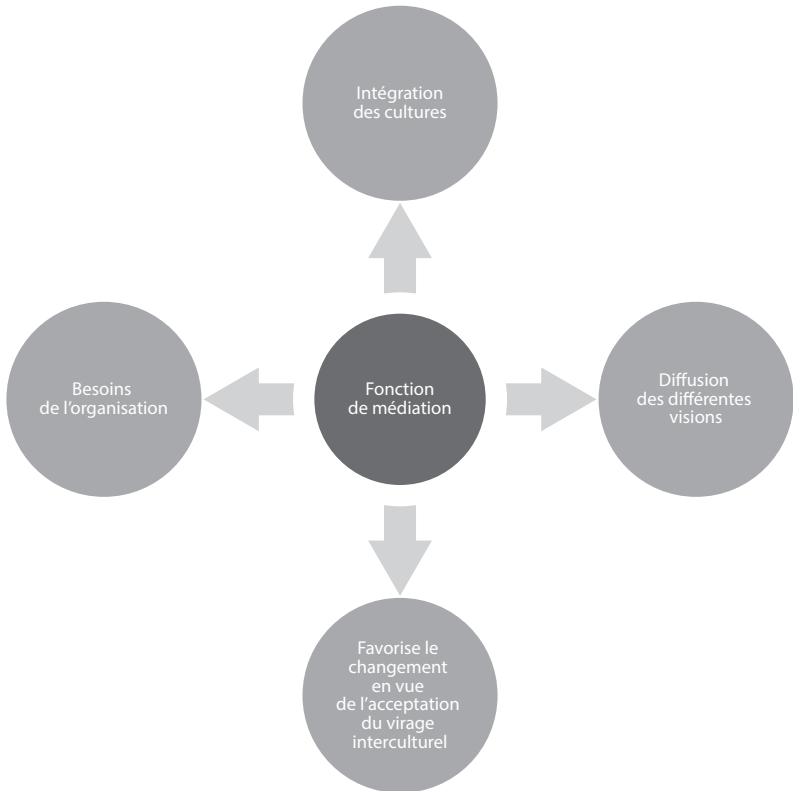 Intégration
des cultures
Besoins
de l’organisation
Fonction
de médiation
Diffusion
des différentes
visions
Favorise le
changement
en vue
de l’acceptation
du virage
interculturel